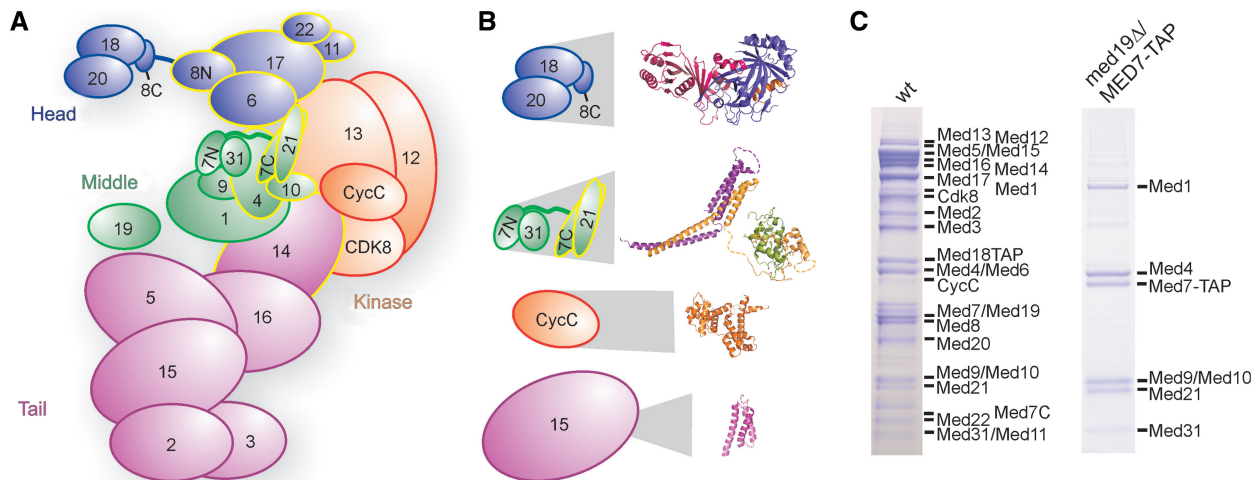 A
18
20
8C
8N
17
22
11
6
Head
13
12
7N
31
7C
21
9
4
10
1
CycC
Middle
19
14
CDK8
Kinase
5
16
15
Tail
2
3
B
18
20
8C
7N
31
7C
21
CycC
15
C
wt
Med13 Med12
Med5/Med15
Med16 Med14
Med17
Med1
Cdk8
Med2
Med3
Med18TAP
Med4/Med6
CycC
Med7/Med19
Med8
Med20
Med9/Med10
Med21
Med7C
Med22
Med31/Med11
med19Δ/
MED7-TAP
Med1
Med4
Med7-TAP
Med9/Med10
Med21
Med31